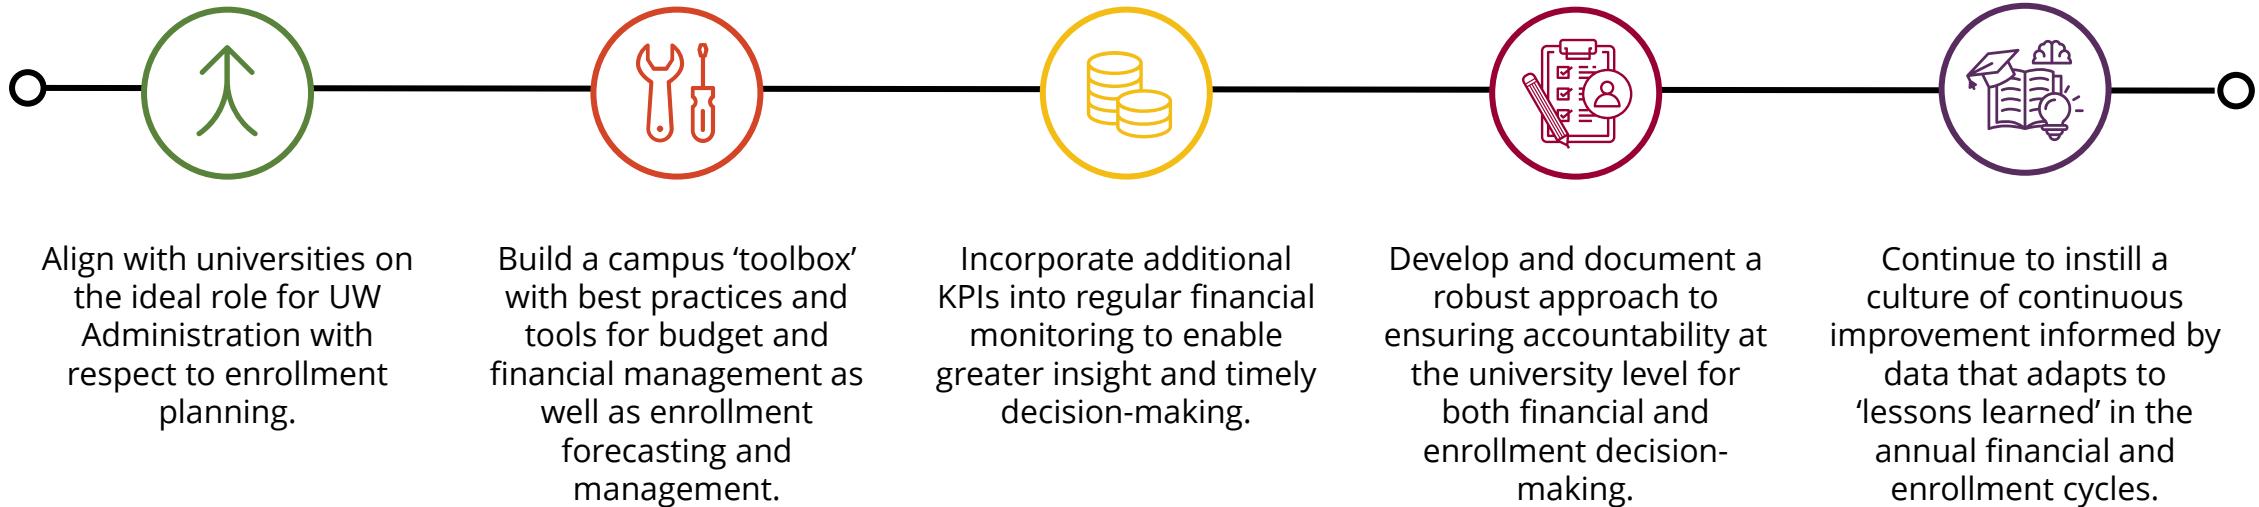 Align with universities on
the ideal role for UW
Administration with
respect to enrollment
planning.
Build a campus ‘toolbox’
with best practices and
tools for budget and
financial management as
well as enrollment
forecasting and
management.
Incorporate additional
KPIs into regular financial
monitoring to enable
greater insight and timely
decision-making.
Develop and document a
robust approach to
ensuring accountability at
the university level for
both financial and
enrollment decision-
making.
Continue to instill a
culture of continuous
improvement informed by
data that adapts to
‘lessons learned’ in the
annual financial and
enrollment cycles.